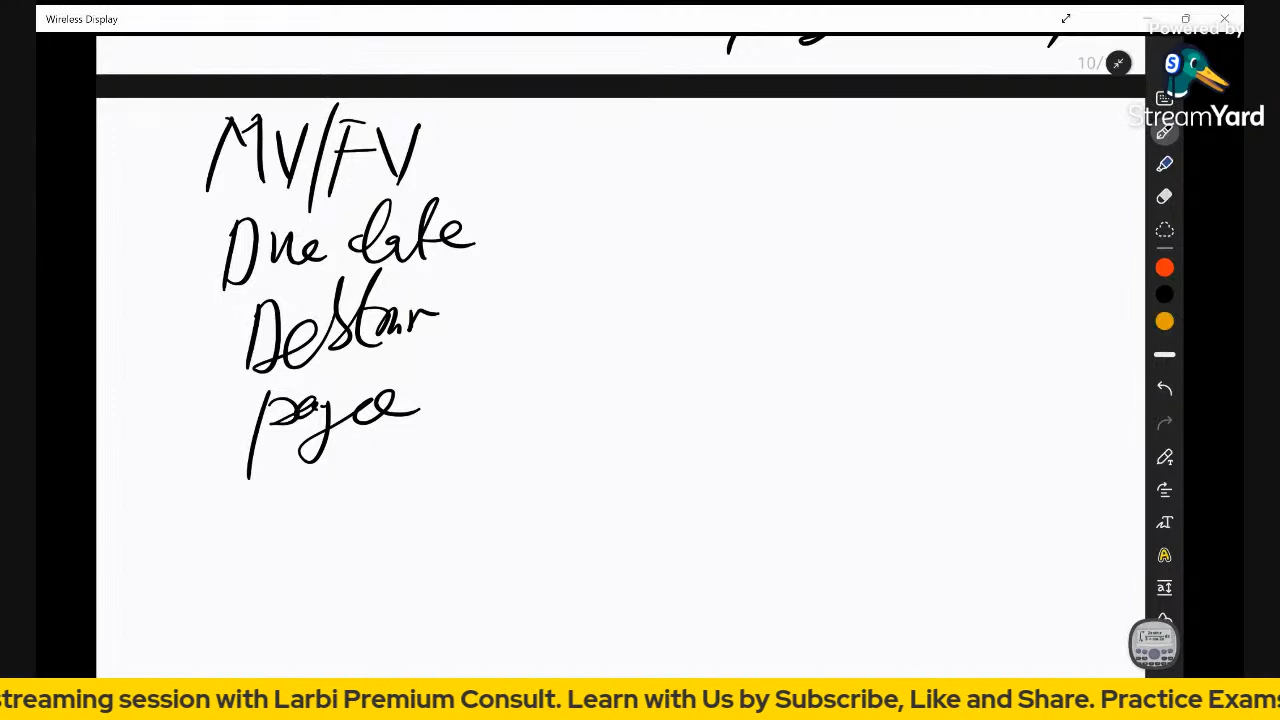 Wireless Display
Powered by
10/
StreamYard
MV/FV
Due date
payee
streaming session with Larbi Premium Consult. Learn with Us by Subscribe, Like and Share. Practice Exams